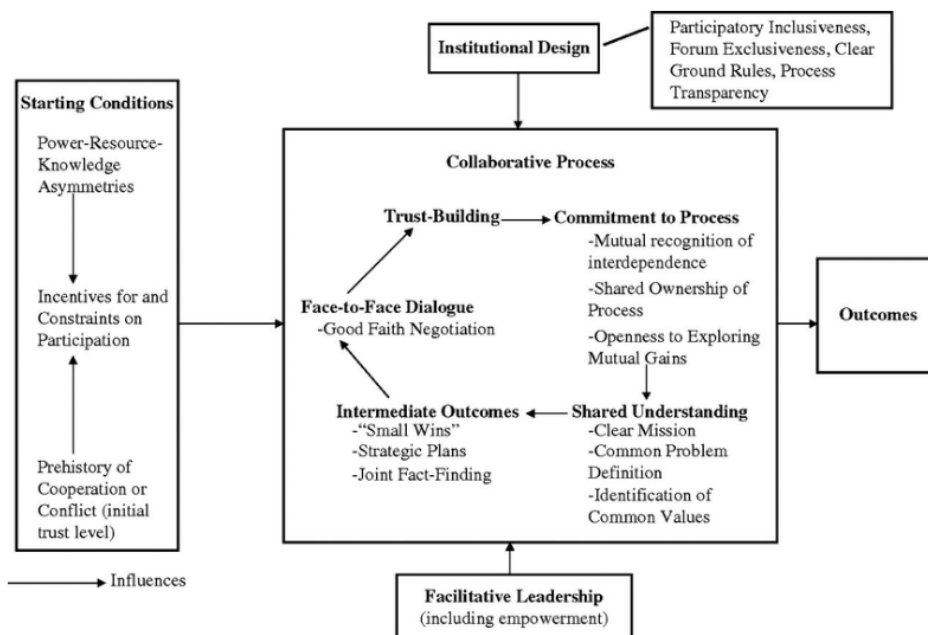 Institutional Design
Participatory Inclusiveness,
Forum Exclusiveness, Clear
Ground Rules, Process
Transparency
Starting Conditions
Power-Resource-
Knowledge
Asymmetries
Incentives for and
Constraints on
Participation
Prehistory of
Cooperation or
Conflict (initial
trust level)
Collaborative Process
Trust-Building
Commitment to Process
-Mutual recognition of
interdependence
-Shared Ownership of
Process
-Openness to Exploring
Mutual Gains
Face-to-Face Dialogue
-Good Faith Negotiation
Intermediate Outcomes
-“Small Wins”
-Strategic Plans
-Joint Fact-Finding
Shared Understanding
-Clear Mission
-Common Problem
Definition
-Identification of
Common Values
Outcomes
Influences
Facilitative Leadership
(including empowerment)